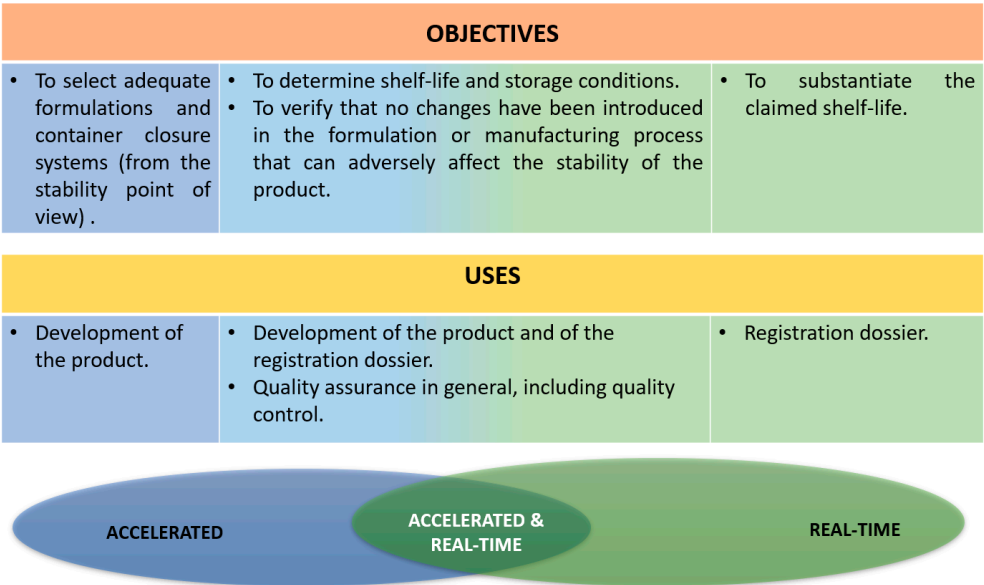 OBJECTIVES
• To select adequate
formulations and
container closure
systems (from the
stability point of
view) .
• To determine shelf-life and storage conditions.
• To verify that no changes have been introduced
in the formulation or manufacturing process
that can adversely affect the stability of the
product.
• To substantiate the
claimed shelf-life.
USES
• Development of
the product.
• Development of the product and of the
registration dossier.
• Quality assurance in general, including quality
control.
• Registration dossier.
ACCELERATED
ACCELERATED &
REAL-TIME
REAL-TIME